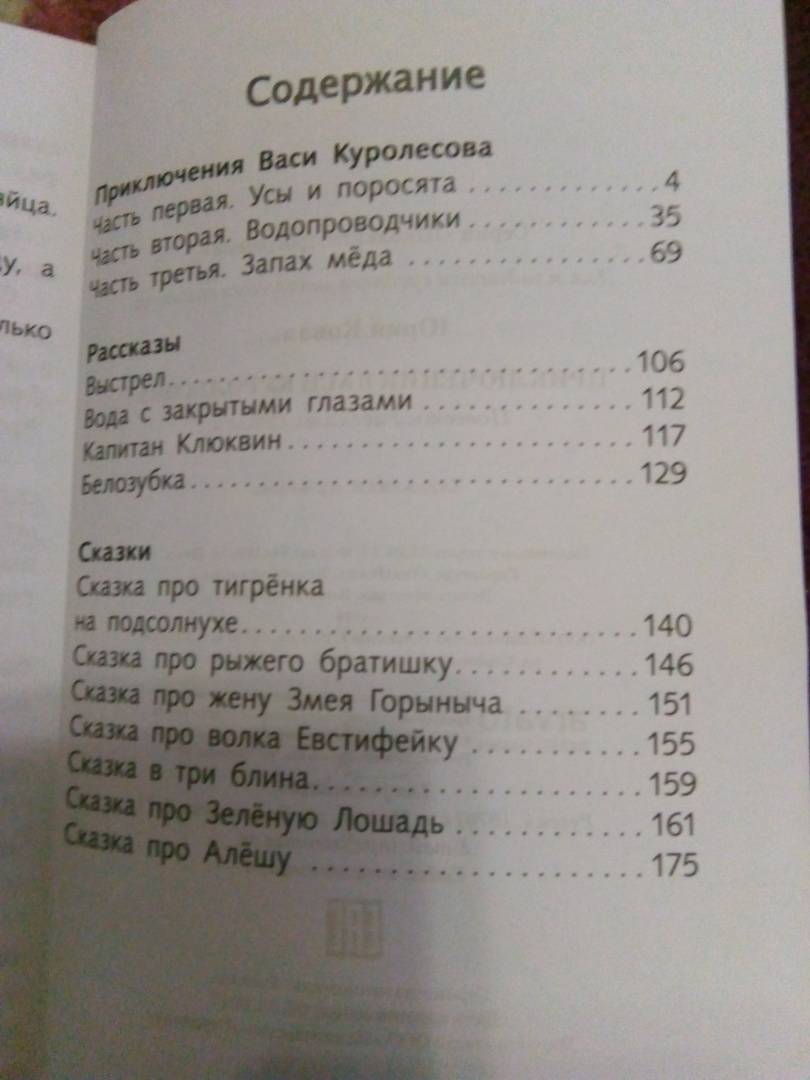 Содержание
Приключения Васи Куролесова
Часть первая. Усы и поросята . . . . . . . . . . . . . 4
Часть вторая. Водопроводчики . . . . . . . . . . . . 35
Часть третья. Запах мёда . . . . . . . . . . . . . . . . 69
Рассказы
Выстрел. . . . . . . . . . . . . . . . . . . . . . . . . . . . . 106
Вода с закрытыми глазами . . . . . . . . . . . . . 112
Капитан Клюквин . . . . . . . . . . . . . . . . . . . . . 117
Белозубка . . . . . . . . . . . . . . . . . . . . . . . . . . . 129
Сказки
Сказка про тигрёнка
на подсолнухе. . . . . . . . . . . . . . . . . . . . . . . . 140
Сказка про рыжего братишку. . . . . . . . . . . 146
Сказка про жену Змея Горыныча . . . . . . . . 151
Сказка про волка Евстифейку . . . . . . . . . . . 155
Сказка в три блина. . . . . . . . . . . . . . . . . . . . 159
Сказка про Зелёную Лошадь . . . . . . . . . . . . 161
Сказка про Алёшу . . . . . . . . . . . . . . . . . . . . 175